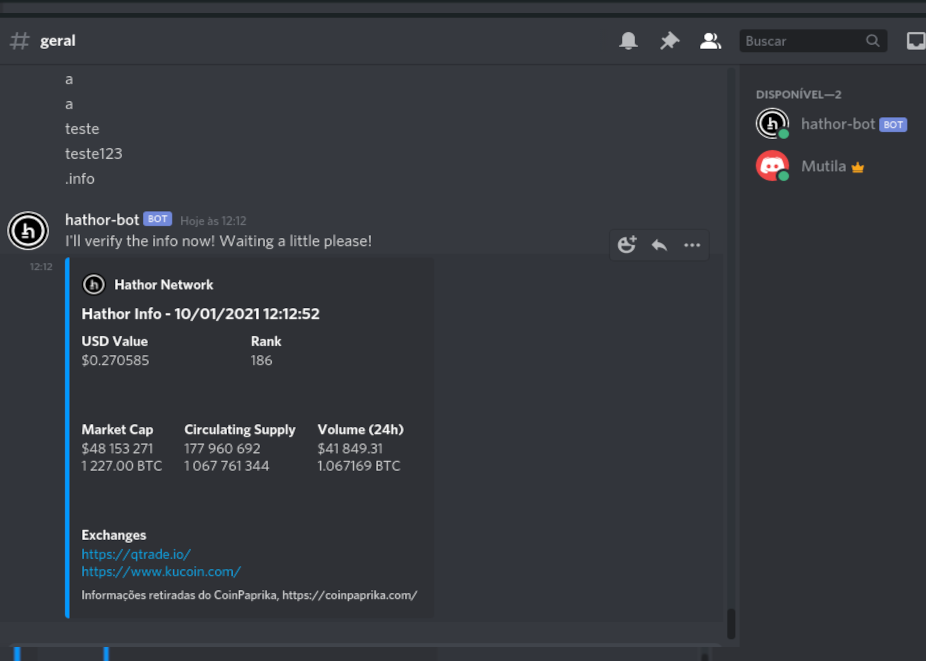 # geral
Buscar
a
a
teste
teste123
.info
hathor-bot BOT Hoje às 12:12
I'll verify the info now! Waiting a little please!
12:12
Hathor Network
Hathor Info - 10/01/2021 12:12:52
USD Value Rank
$0.270585 186
Market Cap Circulating Supply Volume (24h)
$48 153 271 177 960 692 $41 849.31
1 227.00 BTC 1 067 761 344 1.067169 BTC
Exchanges
https://qtrade.io/
https://www.kucoin.com/
Informações retiradas do CoinPaprika, https://coinpaprika.com/
DISPONÍVEL—2
hathor-bot BOT
Mutila